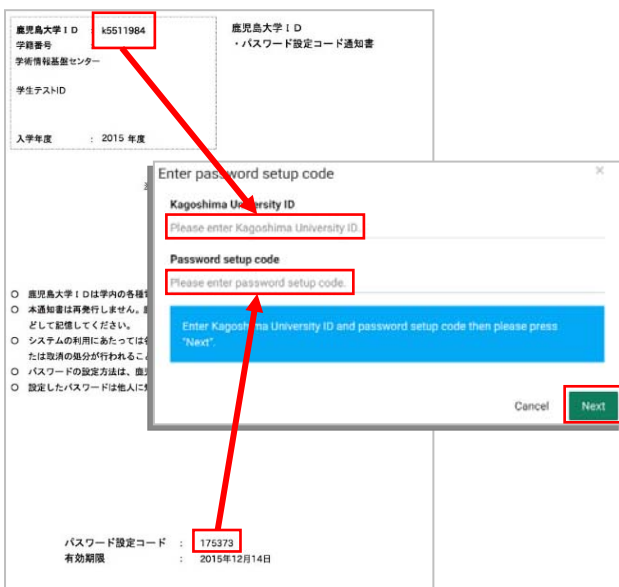 鹿児島大学ＩＤ : k5511984
学籍番号
学術情報基盤センター
学生テストID
入学年度 : 2015 年度
鹿児島大学ＩＤ
・パスワード設定コード通知書
Enter password setup code
×
Kagoshima University ID
Please enter Kagoshima University ID.
Password setup code
Please enter password setup code.
Enter Kagoshima University ID and password setup code then please press
"Next".
Cancel Next
○ 鹿児島大学ＩＤは学内の各種
○ 本通知書は再発行しません。
どして記憶してください。
○ システムの利用にあたっては
たは取消の処分が行われるこ
○ パスワードの設定方法は、
○ 設定したパスワードは他人に
パスワード設定コード : 175373
有効期限 : 2015年12月14日